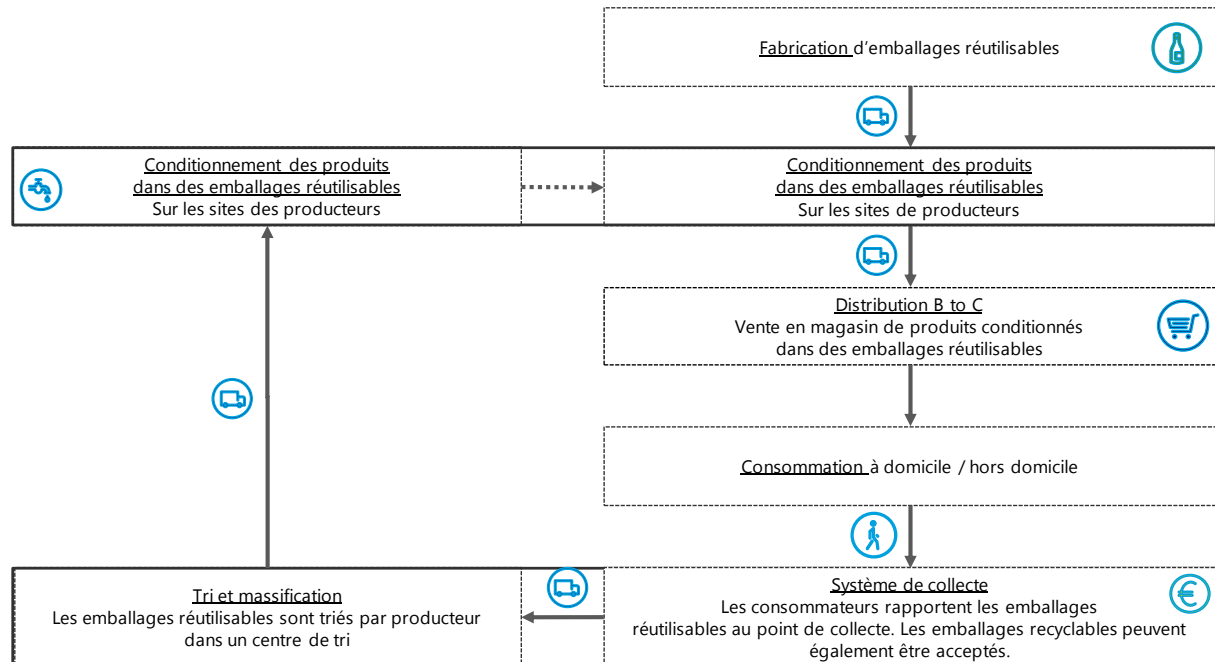 Fabrication d'emballages réutilisables
Conditionnement des produits
dans des emballages réutilisables
Sur les sites des producteurs
Conditionnement des produits
dans des emballages réutilisables
Sur les sites de producteurs
Distribution B to C
Vente en magasin de produits conditionnés
dans des emballages réutilisables
Consommation à domicile / hors domicile
Tri et massification
Les emballages réutilisables sont triés par producteur
dans un centre de tri
Système de collecte
Les consommateurs rapportent les emballages
réutilisables au point de collecte. Les emballages recyclables peuvent
également être acceptés.
€